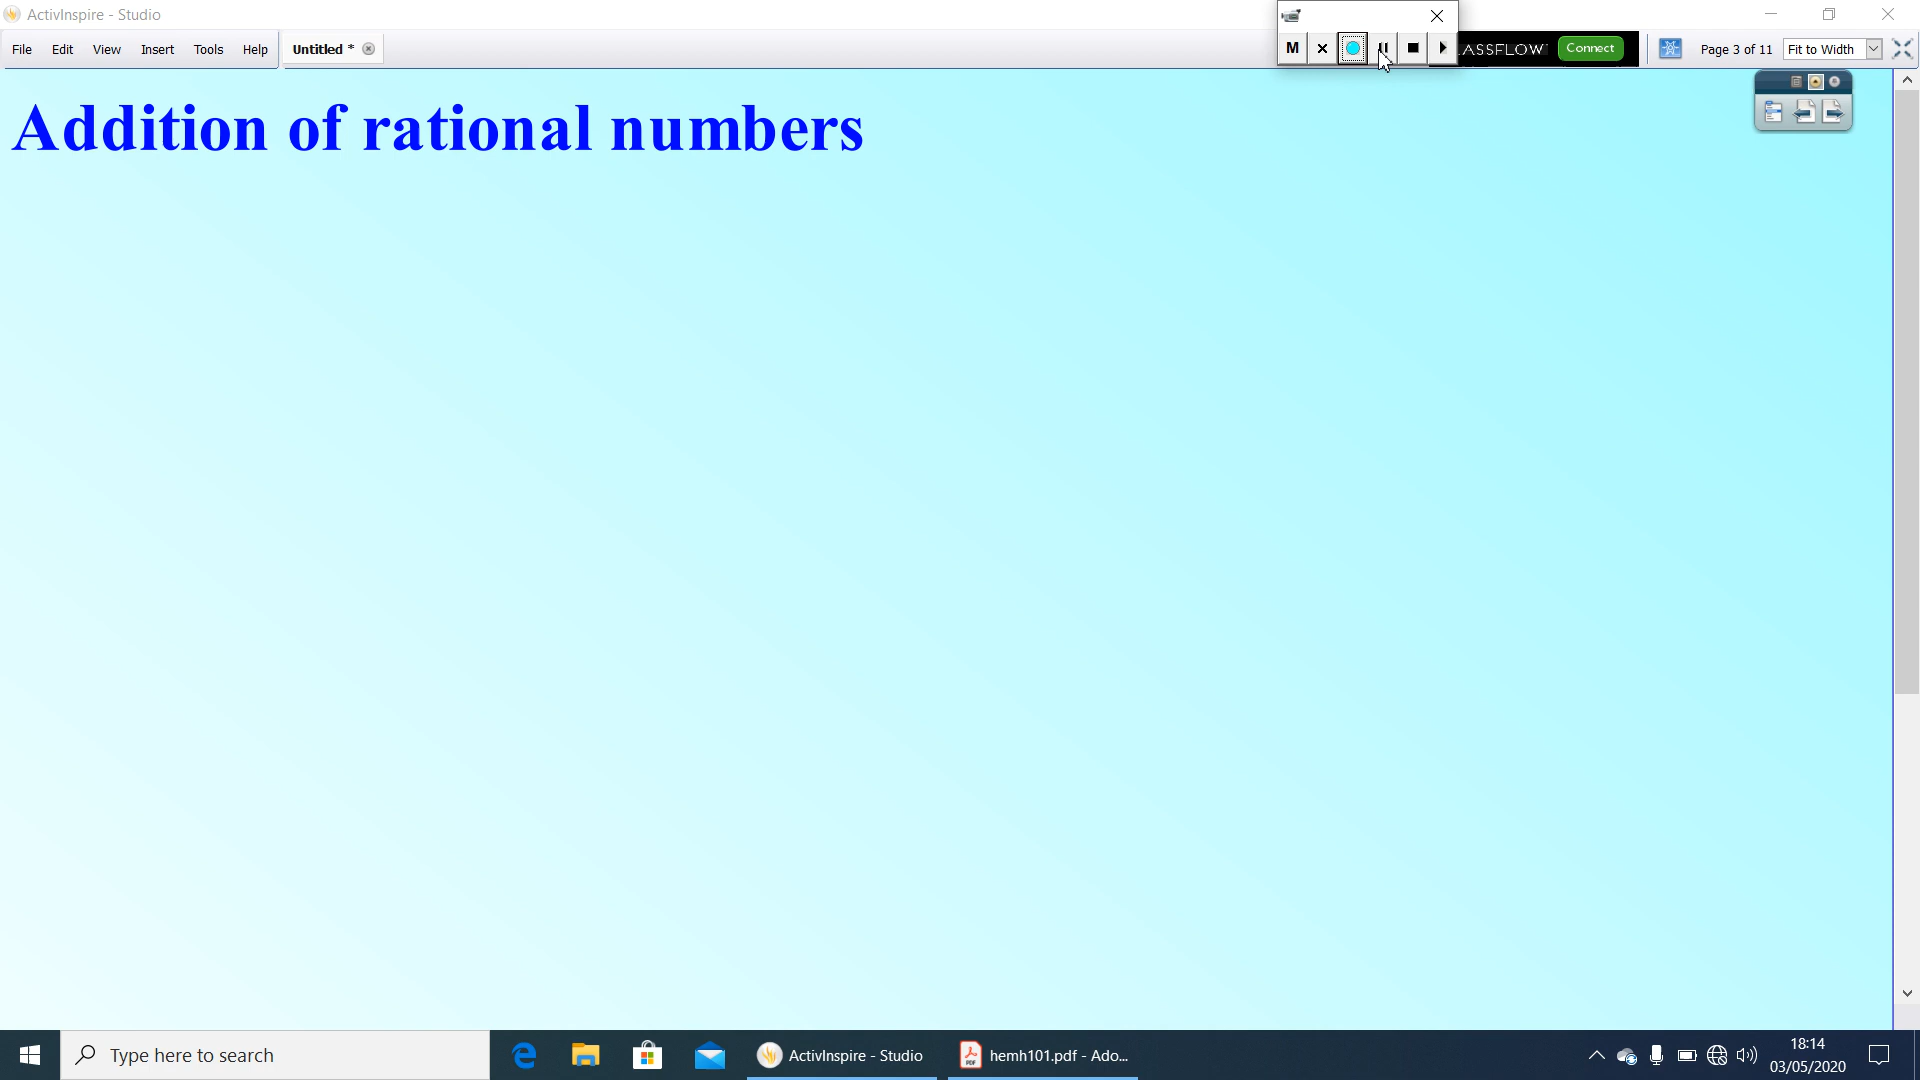 ActivInspire - Studio
File Edit View Insert Tools Help Untitled *
M
ASSFLOW Connect Page 3 of 11 Fit to Width
Addition of rational numbers
Type here to search
ActivInspire - Studio
hemh101.pdf - Ado...
18:14
03/05/2020